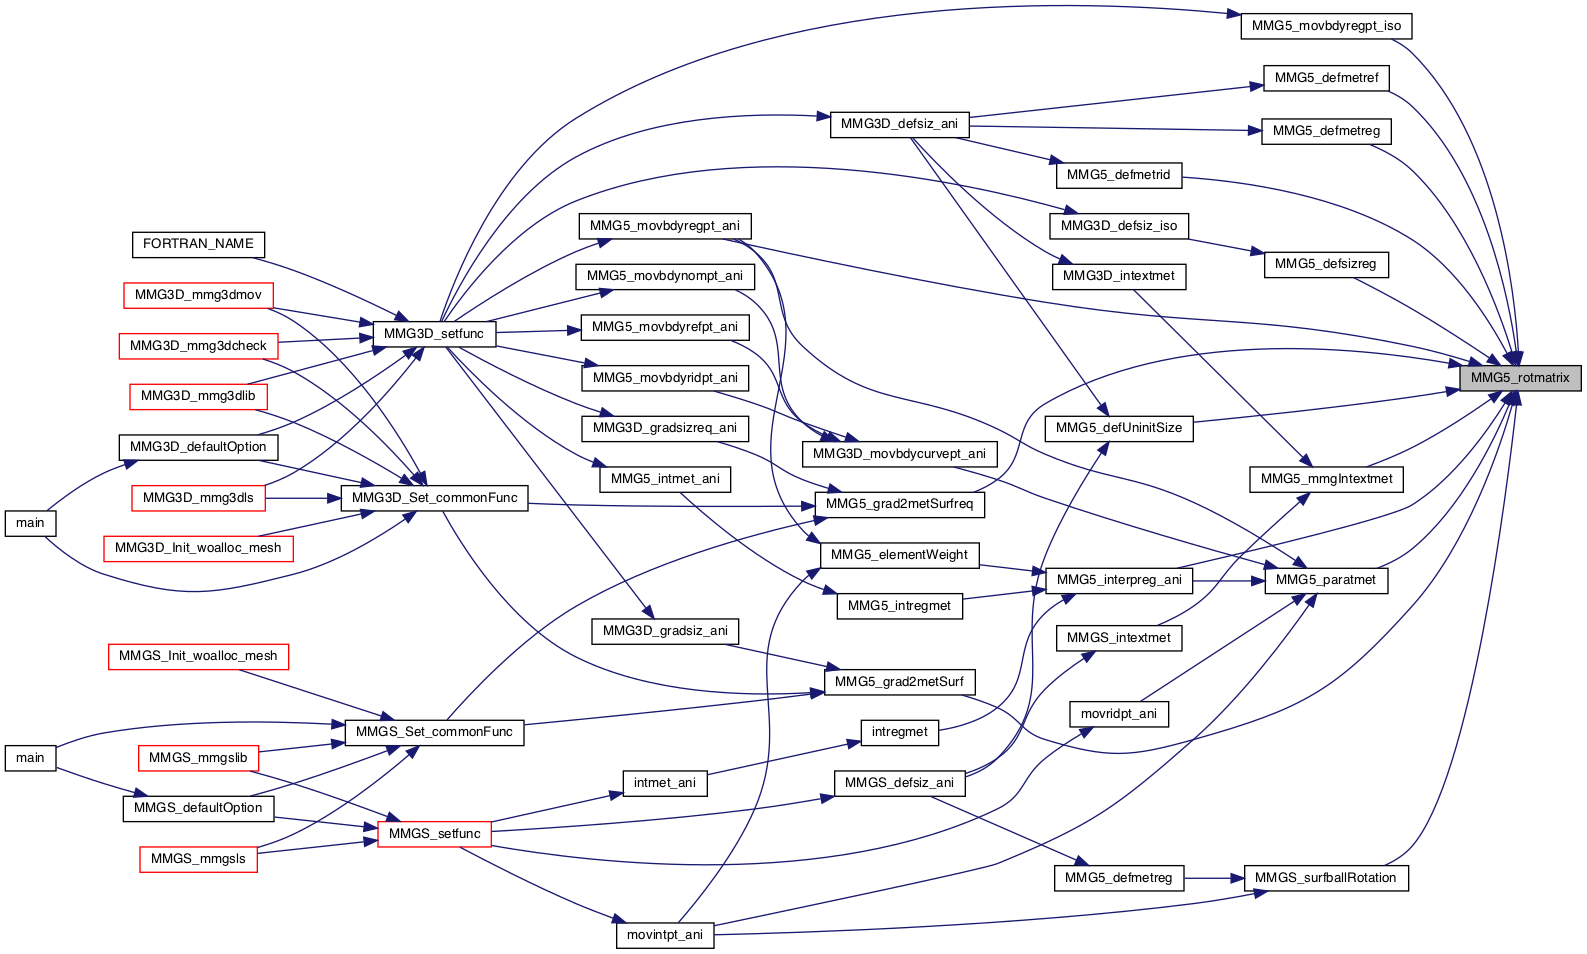 MMG5_movbdyregpt_iso
MMG5_defmetref
MMG3D_defsiz_ani
MMG5_defmetreg
MMG5_defmetrid
MMG5_movbdyregpt_ani
MMG3D_defsiz_iso
FORTRAN_NAME
MMG5_defsizreg
MMG5_movbdynompt_ani
MMG3D_intextmet
MMG3D_mmg3dmov
MMG3D_setfunc
MMG5_movbdyrefpt_ani
MMG3D_mmg3dcheck
MMG5_movbdyridpt_ani
MMG5_rotmatrix
MMG3D_mmg3dlib
MMG3D_gradsizreq_ani
MMG5_defUninitSize
MMG3D_defaultOption
MMG3D_movbdycurvept_ani
MMG5_intmet_ani
MMG5_mmgIntextmet
MMG3D_mmg3dls
MMG3D_Set_commonFunc
MMG5_grad2metSurfreq
main
MMG3D_Init_woalloc_mesh
MMG5_elementWeight
MMG5_interpreg_ani
MMG5_paratmet
MMG5_intregmet
MMG3D_gradsiz_ani
MMGS_intextmet
MMGS_Init_woalloc_mesh
MMG5_grad2metSurf
movridpt_ani
MMGS_Set_commonFunc
intregmet
main
MMGS_mmgslib
intmet_ani
MMGS_defsiz_ani
MMGS_defaultOption
MMGS_setfunc
MMGS_mmgsls
MMG5_defmetreg
MMGS_surfballRotation
movintpt_ani